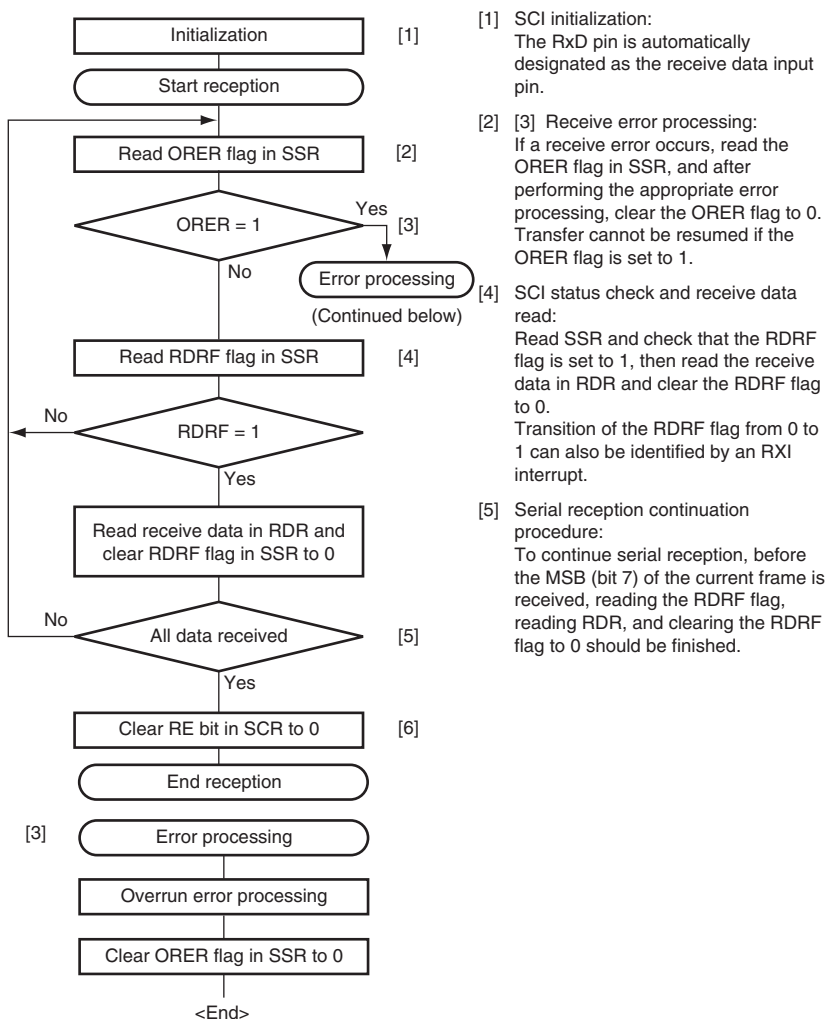 Initialization [1]
Start reception
Read ORER flag in SSR [2]
ORER = 1
Yes [3]
No
Error processing
(Continued below)
Read RDRF flag in SSR [4]
No
RDRF = 1
Yes
Read receive data in RDR and
clear RDRF flag in SSR to 0
No
All data received [5]
Yes
Clear RE bit in SCR to 0 [6]
End reception
[3] Error processing
Overrun error processing
Clear ORER flag in SSR to 0
<End>
[1] SCI initialization:
The RxD pin is automatically
designated as the receive data input
pin.
[2] [3] Receive error processing:
If a receive error occurs, read the
ORER flag in SSR, and after
performing the appropriate error
processing, clear the ORER flag to 0.
Transfer cannot be resumed if the
ORER flag is set to 1.
[4] SCI status check and receive data
read:
Read SSR and check that the RDRF
flag is set to 1, then read the receive
data in RDR and clear the RDRF flag
to 0.
Transition of the RDRF flag from 0 to
1 can also be identified by an RXI
interrupt.
[5] Serial reception continuation
procedure:
To continue serial reception, before
the MSB (bit 7) of the current frame is
received, reading the RDRF flag,
reading RDR, and clearing the RDRF
flag to 0 should be finished.